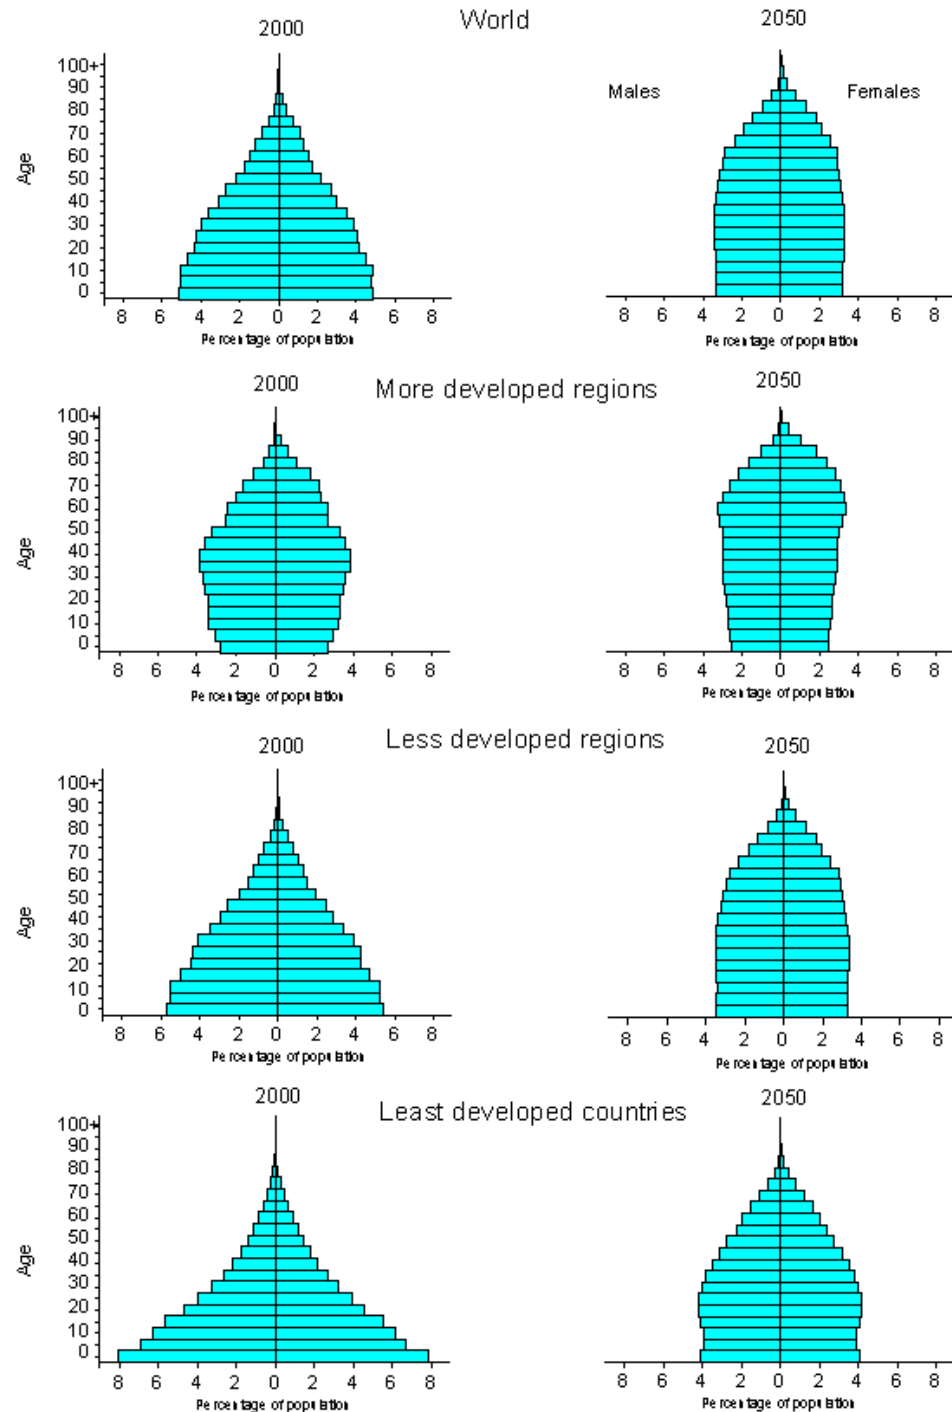 World
2000
2050
Males
Females
Age
100+
90
80
70
60
50
40
30
20
10
0
8 6 4 2 0 2 4 6 8
8 6 4 2 0 2 4 6 8
Percentage of population
Percentage of population
More developed regions
2000
2050
Age
100+
90
80
70
60
50
40
30
20
10
0
8 6 4 2 0 2 4 6 8
8 6 4 2 0 2 4 6 8
Percentage of population
Percentage of population
Less developed regions
2000
2050
Age
100+
90
80
70
60
50
40
30
20
10
0
8 6 4 2 0 2 4 6 8
8 6 4 2 0 2 4 6 8
Percentage of population
Percentage of population
Least developed countries
2000
2050
Age
100+
90
80
70
60
50
40
30
20
10
0
8 6 4 2 0 2 4 6 8
8 6 4 2 0 2 4 6 8
Percentage of population
Percentage of population